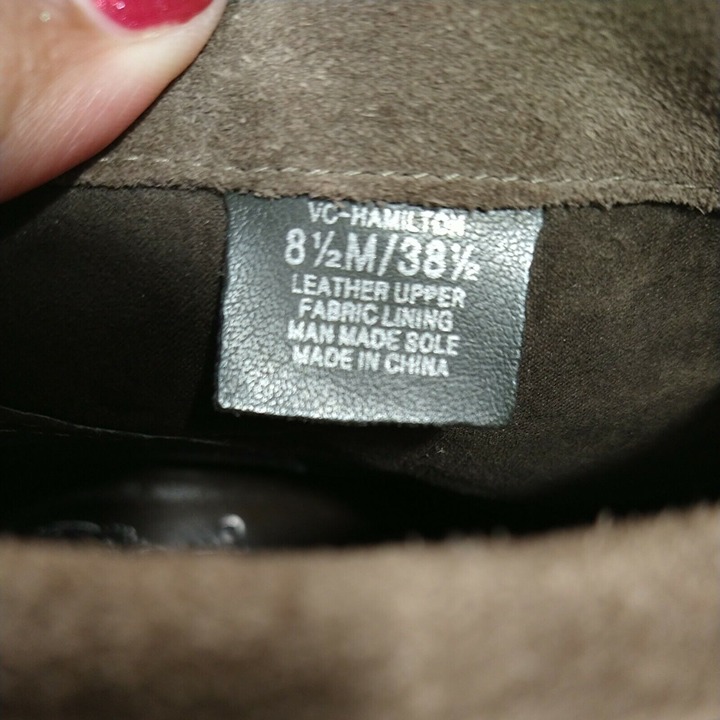 VC-HAMILTON
8½M/38½
LEATHER UPPER
FABRIC LINING
MAN MADE SOLE
MADE IN CHINA